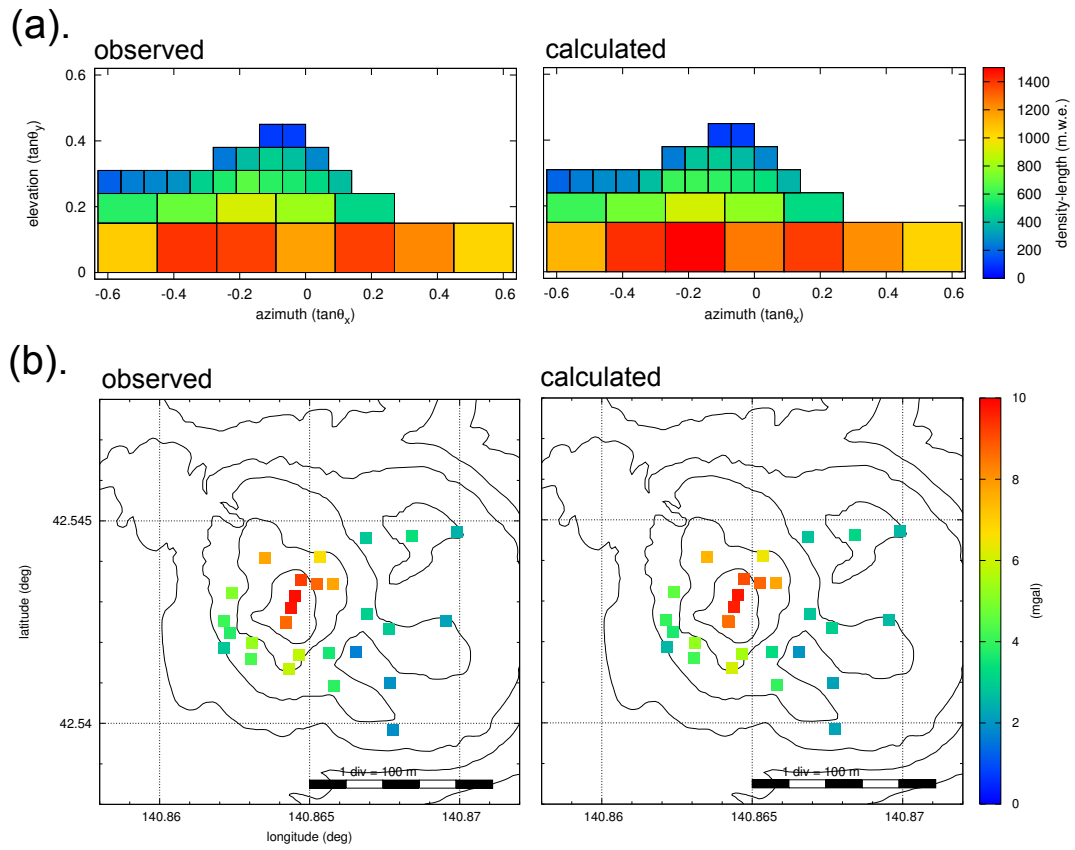 (a).
observed
calculated
0.6
0.4
0.2
0
elevation (tanθy)
-0.6 -0.4 -0.2 0 0.2 0.4 0.6
azimuth (tanθx)
-0.6 -0.4 -0.2 0 0.2 0.4 0.6
azimuth (tanθx)
1400
1200
1000
800
600
400
200
0
density-length (m.w.e.)
(b).
observed
calculated
42.545
42.54
latitude (deg)
1 div = 100 m
140.86 140.865 140.87
longitude (deg)
1 div = 100 m
140.86 140.865 140.87
10
8
6
4
2
0
(mgal)